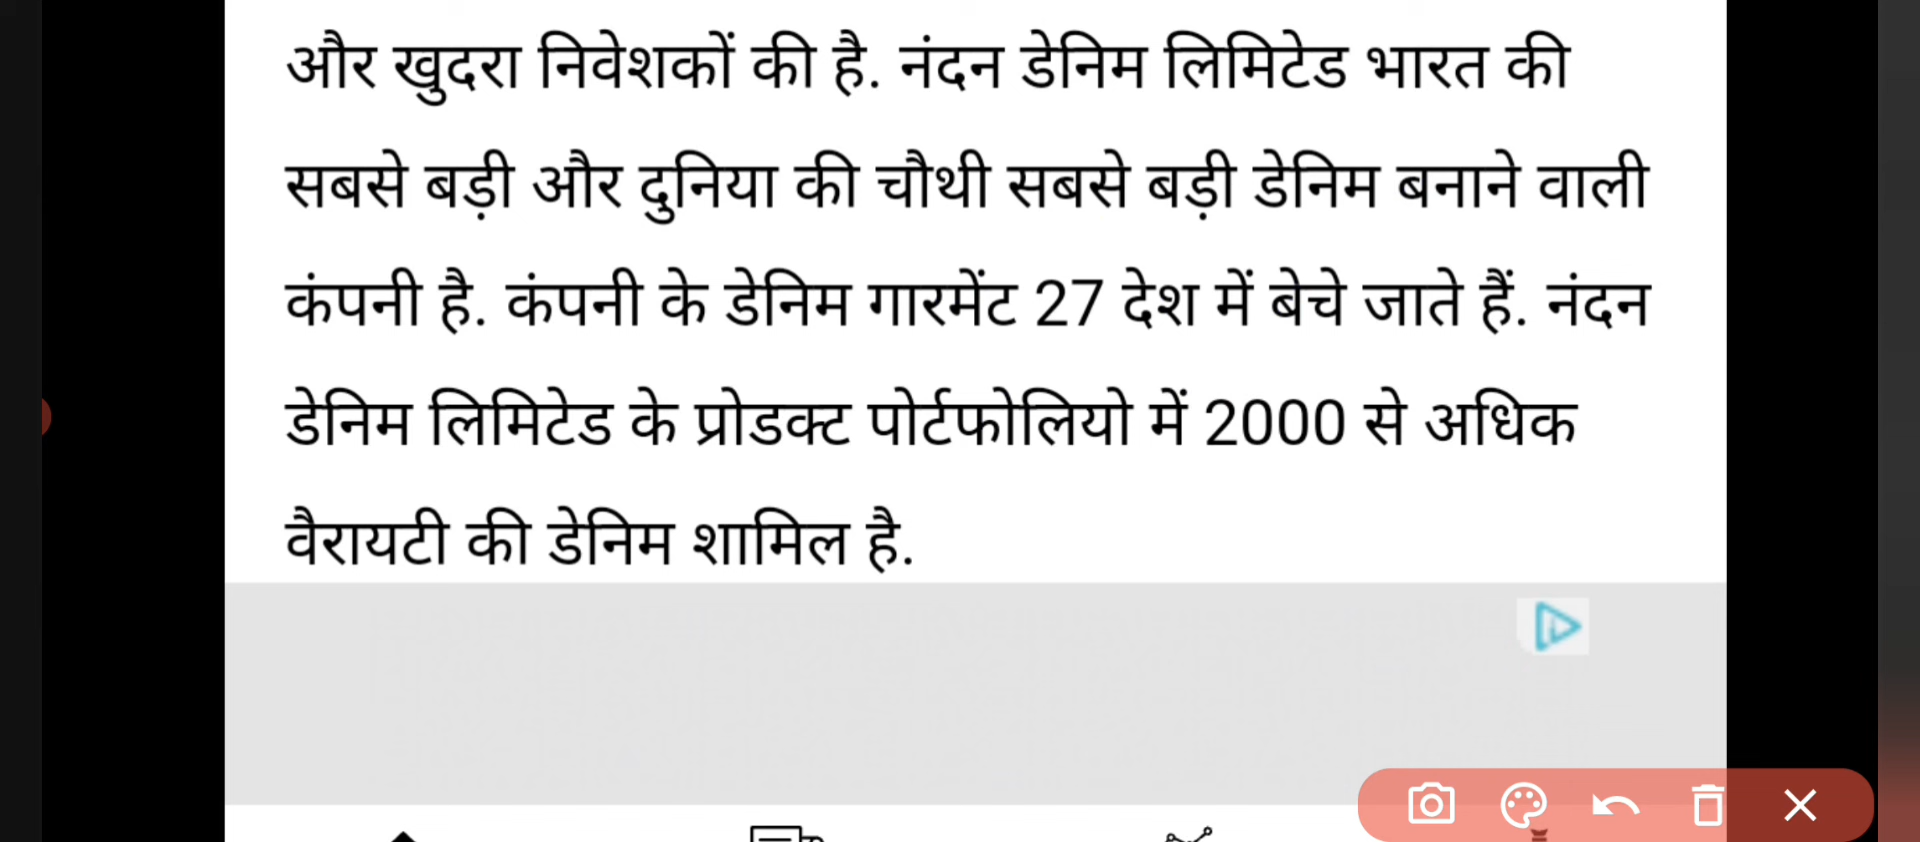 और खुदरा निवेशकों की है. नंदन डेनिम लिमिटेड भारत की
सबसे बड़ी और दुनिया की चौथी सबसे बड़ी डेनिम बनाने वाली
कंपनी है. कंपनी के डेनिम गारमेंट 27 देश में बेचे जाते हैं. नंदन
डेनिम लिमिटेड के प्रोडक्ट पोर्टफोलियो में 2000 से अधिक
वैरायटी की डेनिम शामिल है.